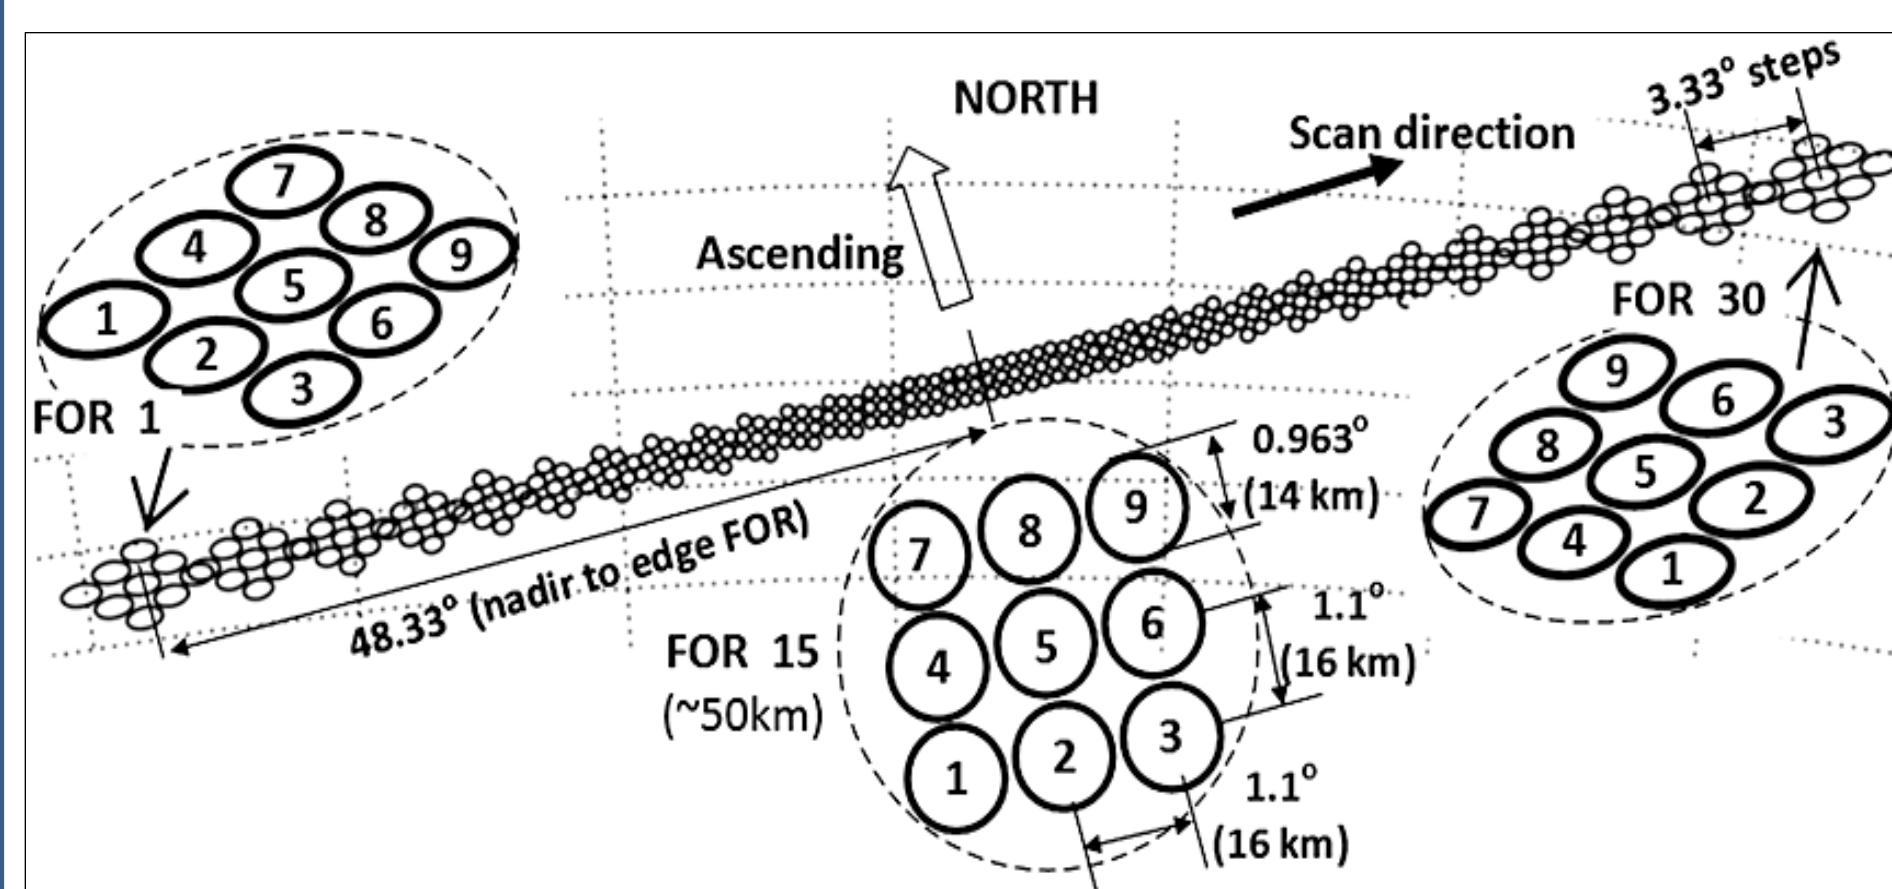 NORTH
3.33° steps
Scan direction
Ascending
7
8
4
9
5
1
6
2
3
FOR 1
FOR 30
9
6
3
8
5
2
7
4
1
48.33° (nadir to edge FOR)
0.963°
(14 km)
9
8
7
1.1°
(16 km)
6
5
4
FOR 15
(~50km)
3
2
1
1.1°
(16 km)